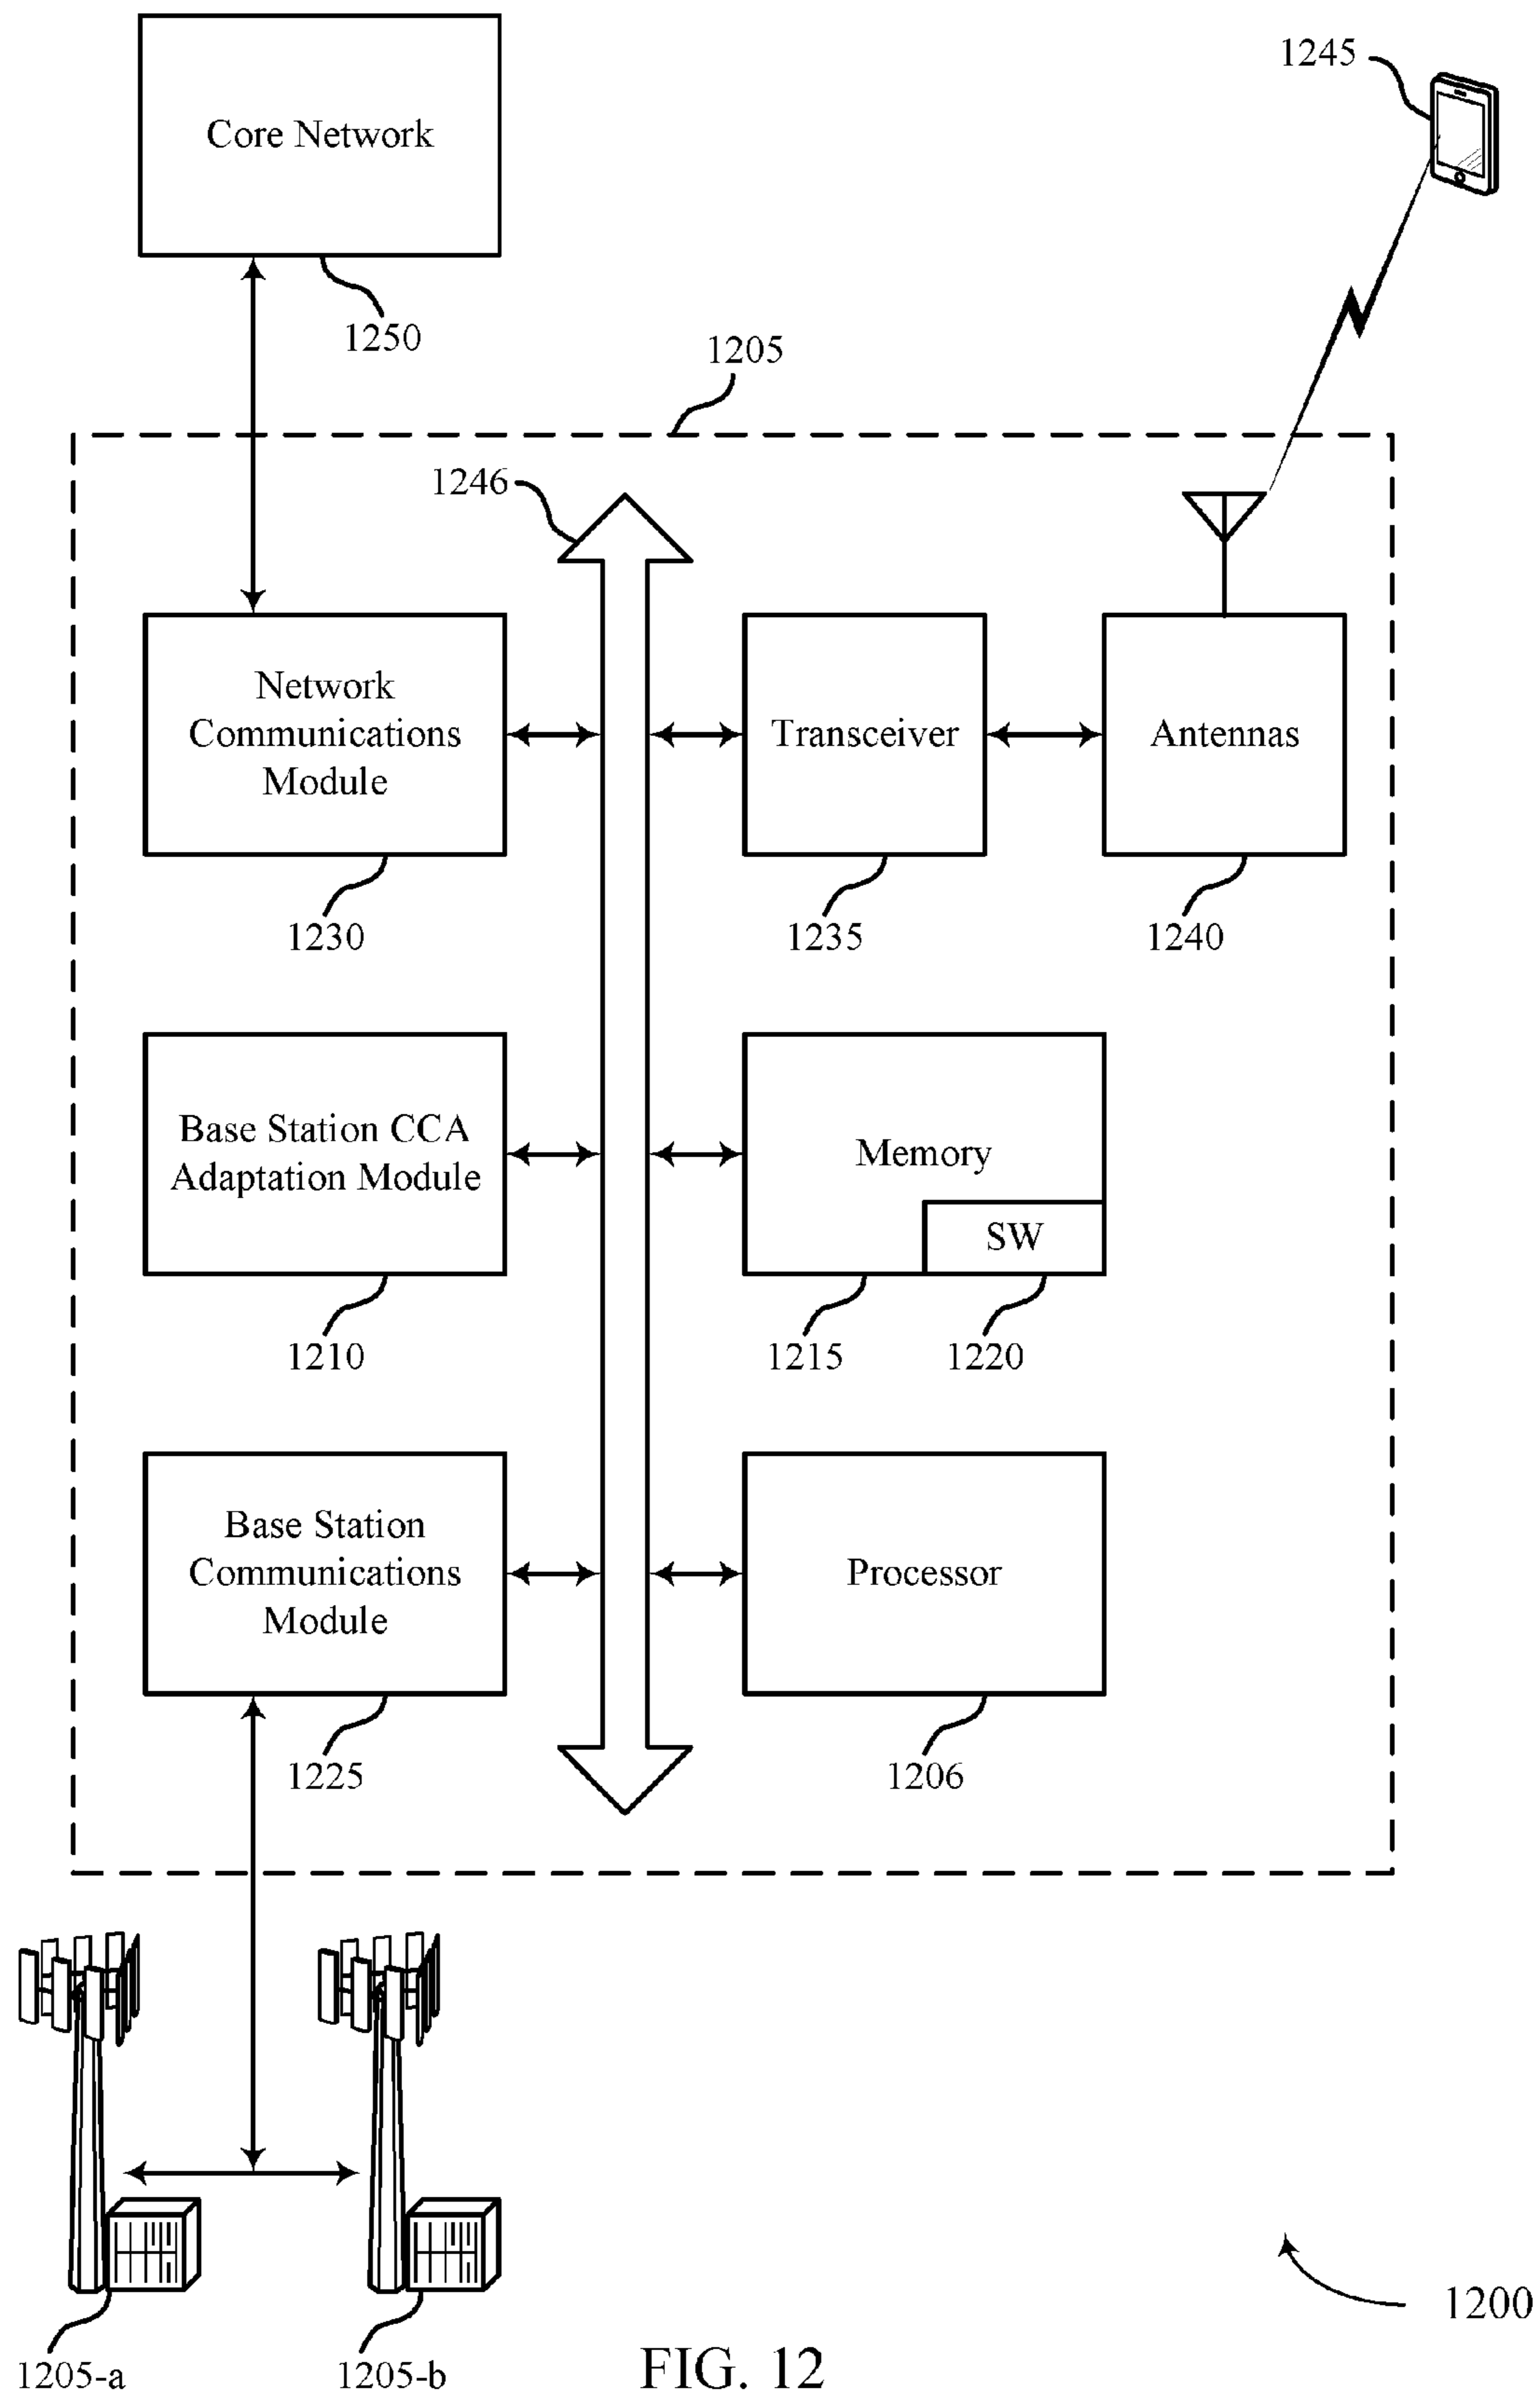 Core Network
1250
1245
1205
1246
Network
Communications
Module
1230
Transceiver
1235
Antennas
1240
Base Station CCA
Adaptation Module
1210
Memory
SW
1215
1220
Base Station
Communications
Module
1225
Processor
1206
1205-a
1205-b
1200
FIG. 12